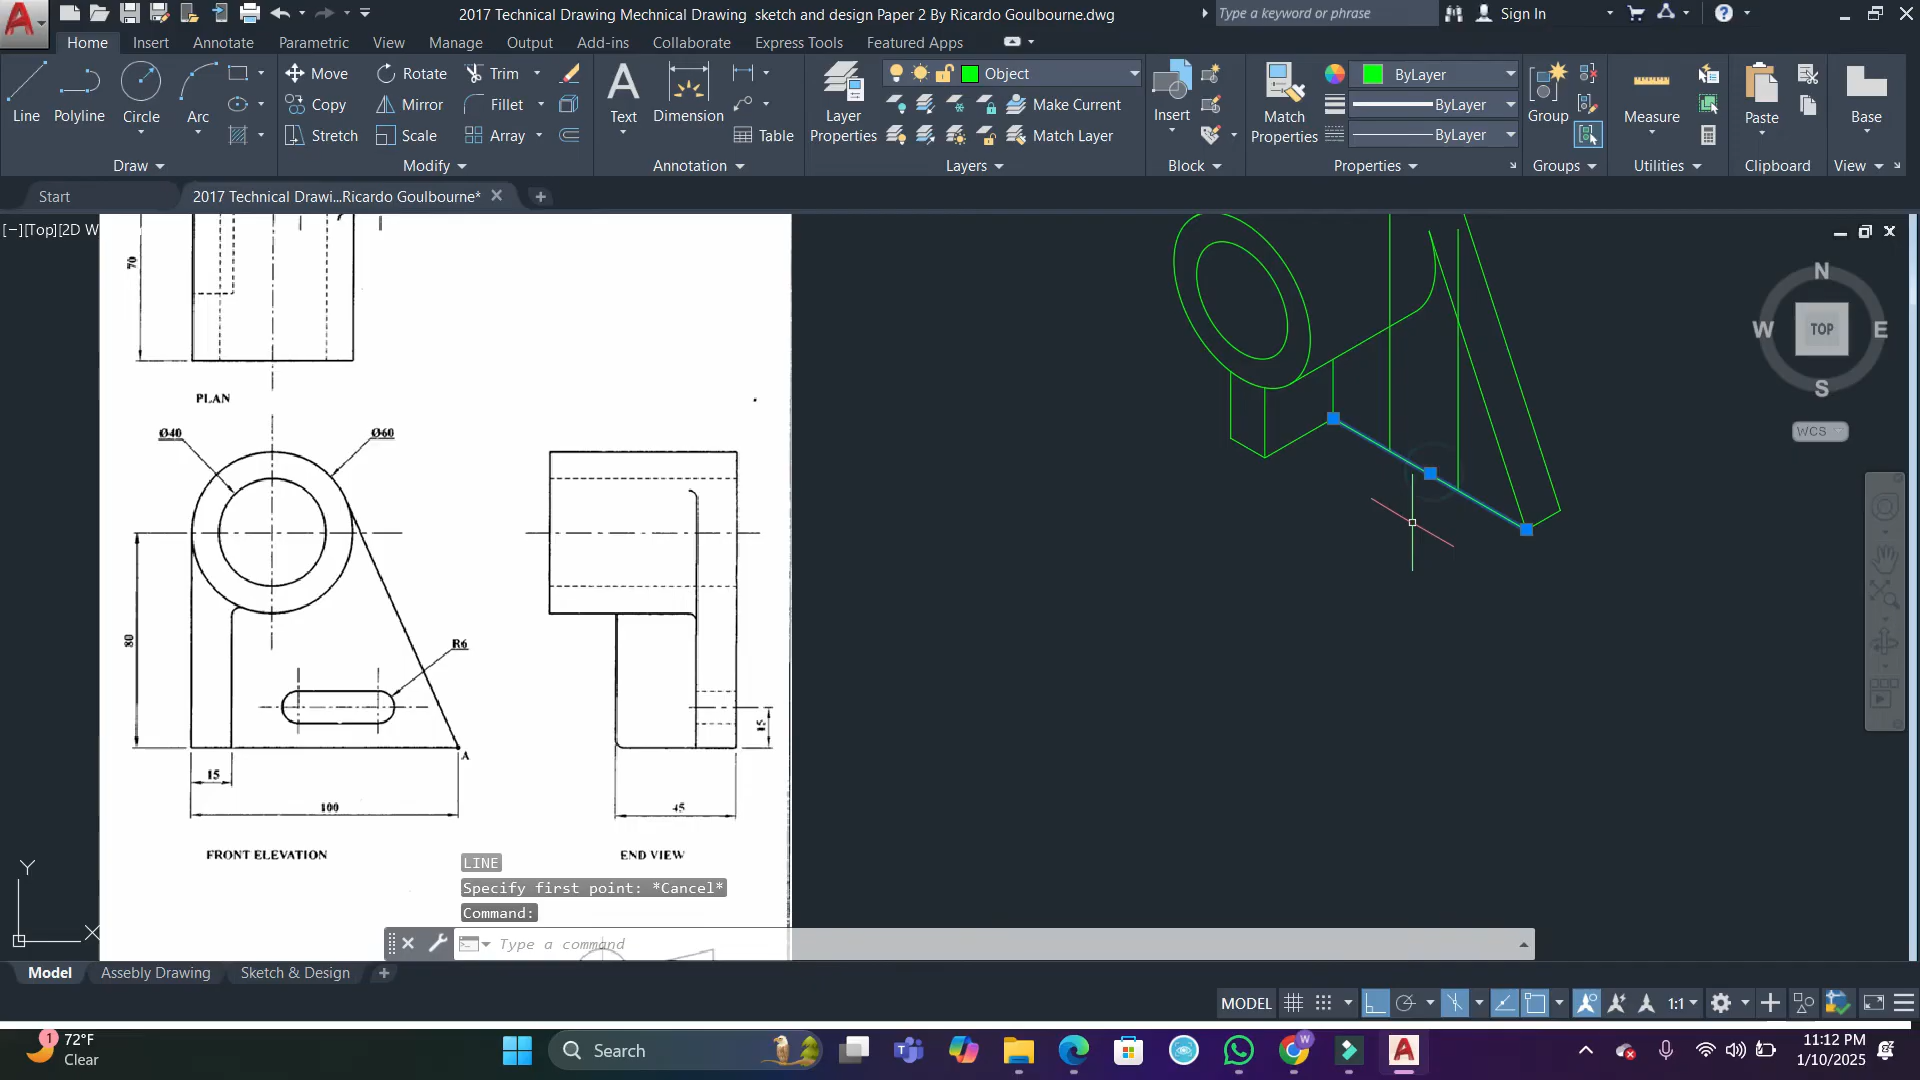 2017 Technical Drawing Mechnical Drawing  sketch and design Paper 2 By Ricardo Goulbourne.dwg
Type a keyword or phrase
Sign In
Home Insert Annotate Parametric View Manage Output Add-ins Collaborate Express Tools Featured Apps
Line
Polyline
Circle
Arc
Move Rotate Trim
Copy Mirror Fillet
Stretch Scale Array
Text
Dimension
Table
Layer
Properties
Object
Make Current
Match Layer
Insert
Match
Properties
ByLayer
ByLayer
ByLayer
Group
Measure
Paste
Base
Draw Modify Annotation Layers Block Properties Groups Utilities Clipboard View
Start 2017 Technical Drawi...Ricardo Goulbourne*
[−][Top][2D W
N
W TOP E
S
WCS
70
PLAN
Ø40 Ø60
80
R6
15
A
15
100
45
FRONT ELEVATION END VIEW
LINE
Specify first point: *Cancel*
Command:
Type a command
Y
X
Model Assebly Drawing Sketch & Design
MODEL 1:1
1
72°F
Clear
Search
11:12 PM
1/10/2025